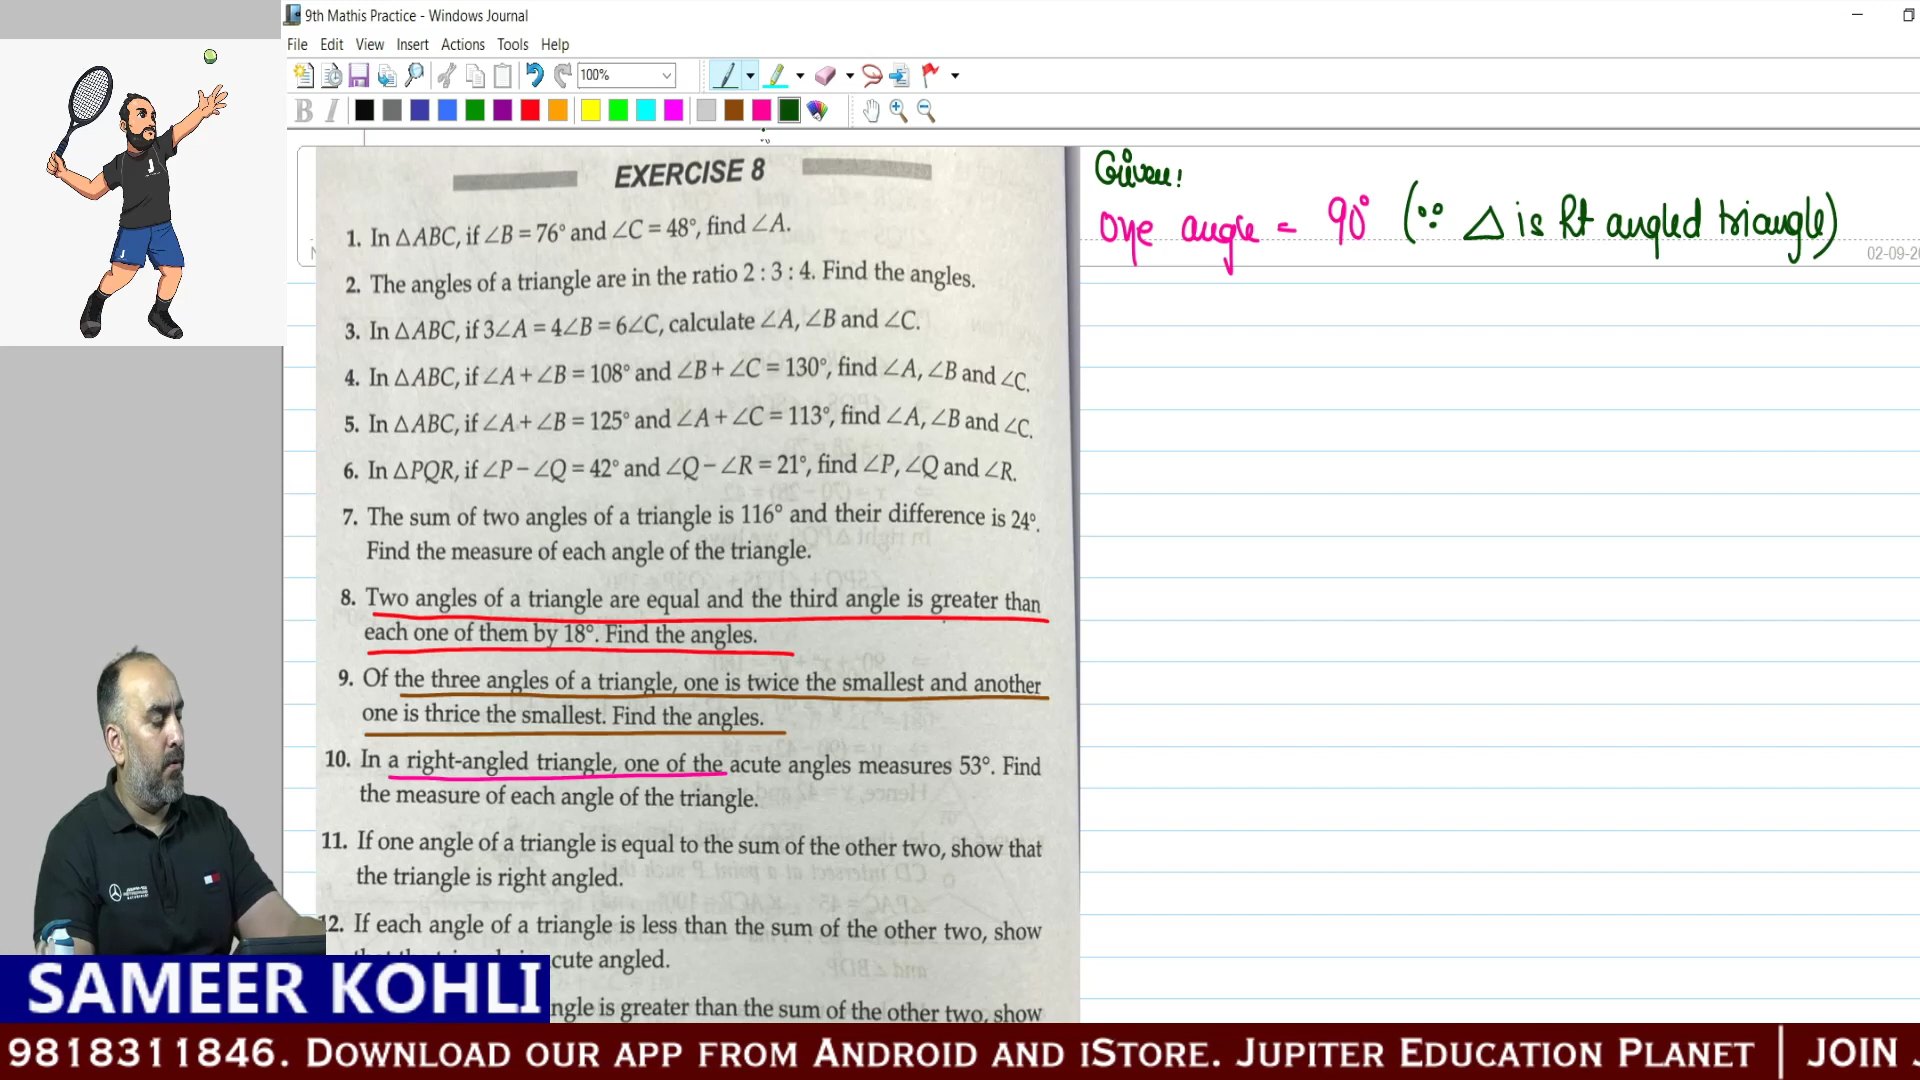 9th Mathis Practice - Windows Journal
File Edit View Insert Actions Tools Help
100%
B I
EXERCISE 8
1. In △ABC, if ∠B = 76° and ∠C = 48°, find ∠A.
2. The angles of a triangle are in the ratio 2 : 3 : 4. Find the angles.
3. In △ABC, if 3∠A = 4∠B = 6∠C, calculate ∠A, ∠B and ∠C.
4. In △ABC, if ∠A + ∠B = 108° and ∠B + ∠C = 130°, find ∠A, ∠B and ∠C.
5. In △ABC, if ∠A + ∠B = 125° and ∠A + ∠C = 113°, find ∠A, ∠B and ∠C.
6. In △PQR, if ∠P − ∠Q = 42° and ∠Q − ∠R = 21°, find ∠P, ∠Q and ∠R.
7. The sum of two angles of a triangle is 116° and their difference is 24°.
Find the measure of each angle of the triangle.
8. Two angles of a triangle are equal and the third angle is greater than
each one of them by 18°. Find the angles.
9. Of the three angles of a triangle, one is twice the smallest and another
one is thrice the smallest. Find the angles.
10. In a right-angled triangle, one of the acute angles measures 53°. Find
the measure of each angle of the triangle.
11. If one angle of a triangle is equal to the sum of the other two, show that
the triangle is right angled.
12. If each angle of a triangle is less than the sum of the other two, show
cute angled.
ngle is greater than the sum of the other two, show
Given:
one angle = 90° (∵ △ is Rt angled triangle)
02-09-20
SAMEER KOHLI
9818311846. Download our app from Android and iStore. Jupiter Education Planet | JOIN